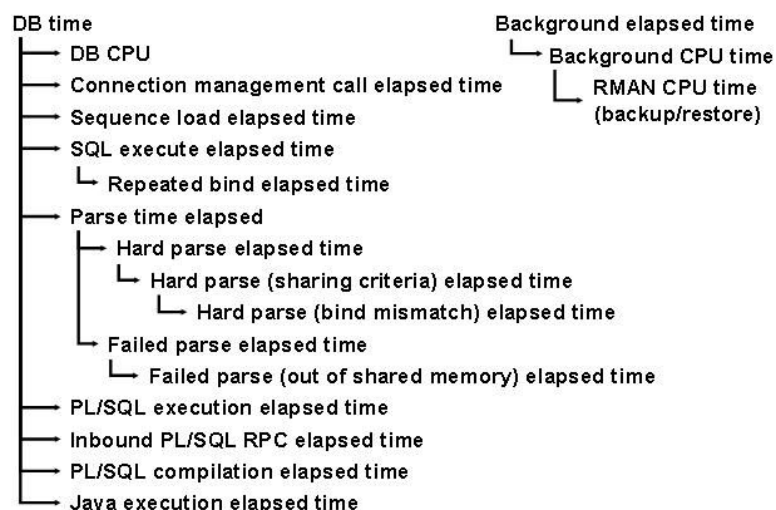 DB time
DB CPU
Connection management call elapsed time
Sequence load elapsed time
SQL execute elapsed time
Repeated bind elapsed time
Parse time elapsed
Hard parse elapsed time
Hard parse (sharing criteria) elapsed time
Hard parse (bind mismatch) elapsed time
Failed parse elapsed time
Failed parse (out of shared memory) elapsed time
PL/SQL execution elapsed time
Inbound PL/SQL RPC elapsed time
PL/SQL compilation elapsed time
Java execution elapsed time
Background elapsed time
Background CPU time
RMAN CPU time
(backup/restore)